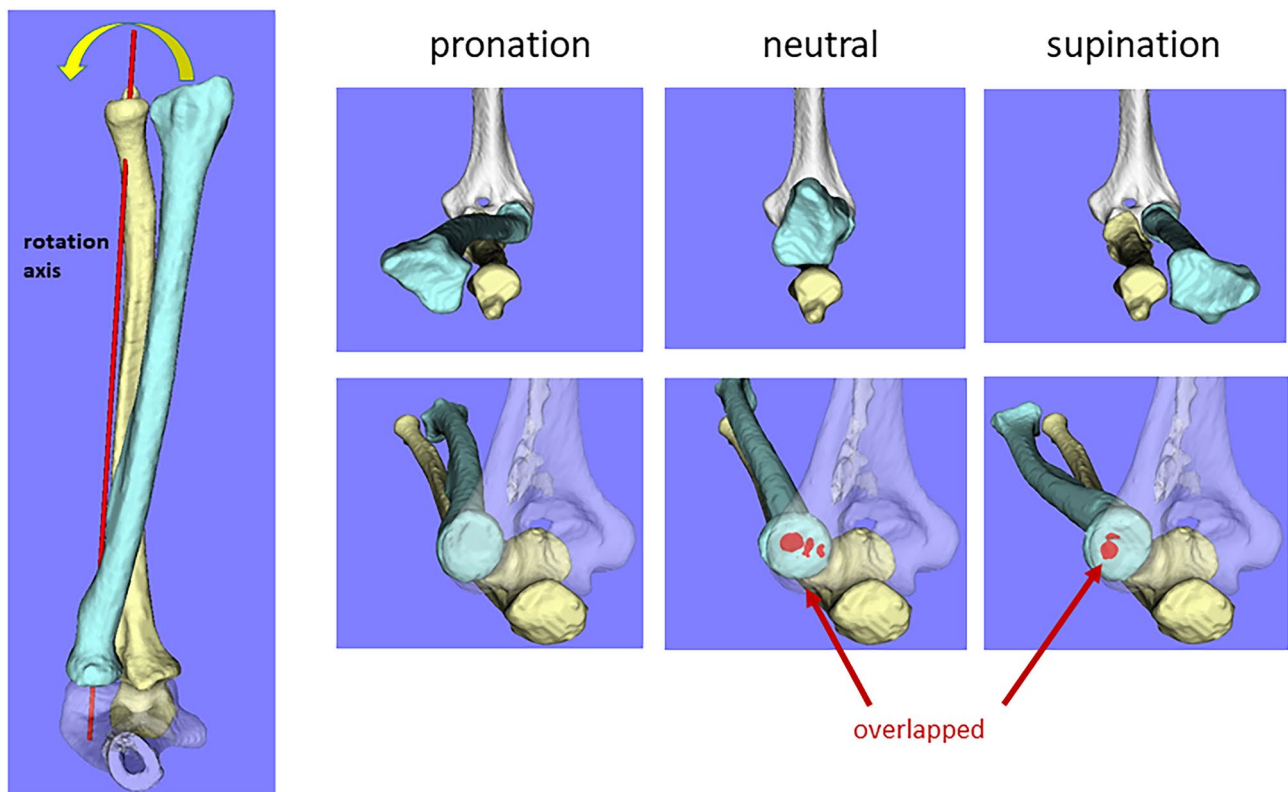 pronation
neutral
supination
rotation
axis
overlapped